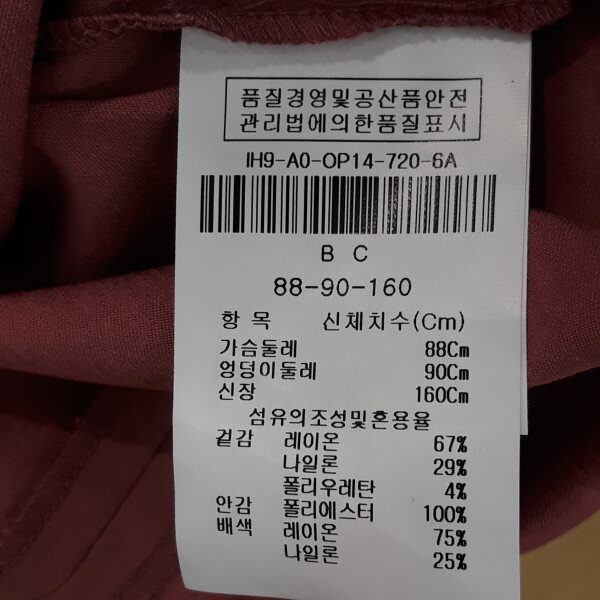 품질경영및공산품안전
관리법에의한품질표시
IH9-A0-OP14-720-6A
B C
88-90-160
항 목 신체치수(Cm)
가슴둘레 88Cm
엉덩이둘레 90Cm
신장 160Cm
섬유의조성및혼용율
겉감 레이온 67%
나일론 29%
폴리우레탄 4%
안감 폴리에스터 100%
배색 레이온 75%
나일론 25%